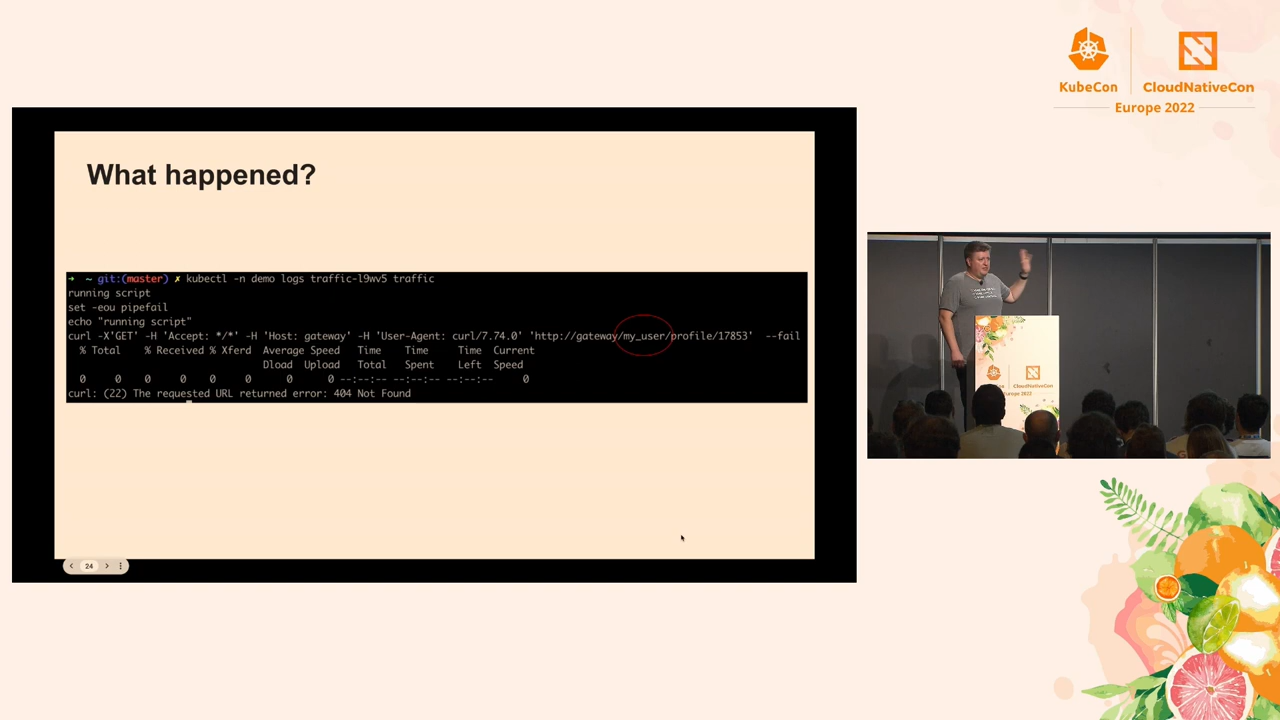 KubeCon
CloudNativeCon
Europe 2022
What happened?
→ ~ git:(master) ✗ kubectl -n demo logs traffic-l9wv5 traffic
running script
set -eou pipefail
echo "running script"
curl -X'GET' -H 'Accept: */*' -H 'Host: gateway' -H 'User-Agent: curl/7.74.0' 'http://gateway/my_user/profile/17853' --fail
% Total % Received % Xferd Average Speed Time Time Time Current
Dload Upload Total Spent Left Speed
0 0 0 0 0 0 0 0 --:--:-- --:--:-- --:--:-- 0
curl: (22) The requested URL returned error: 404 Not Found
24
CloudNativeCon
Europe 2022